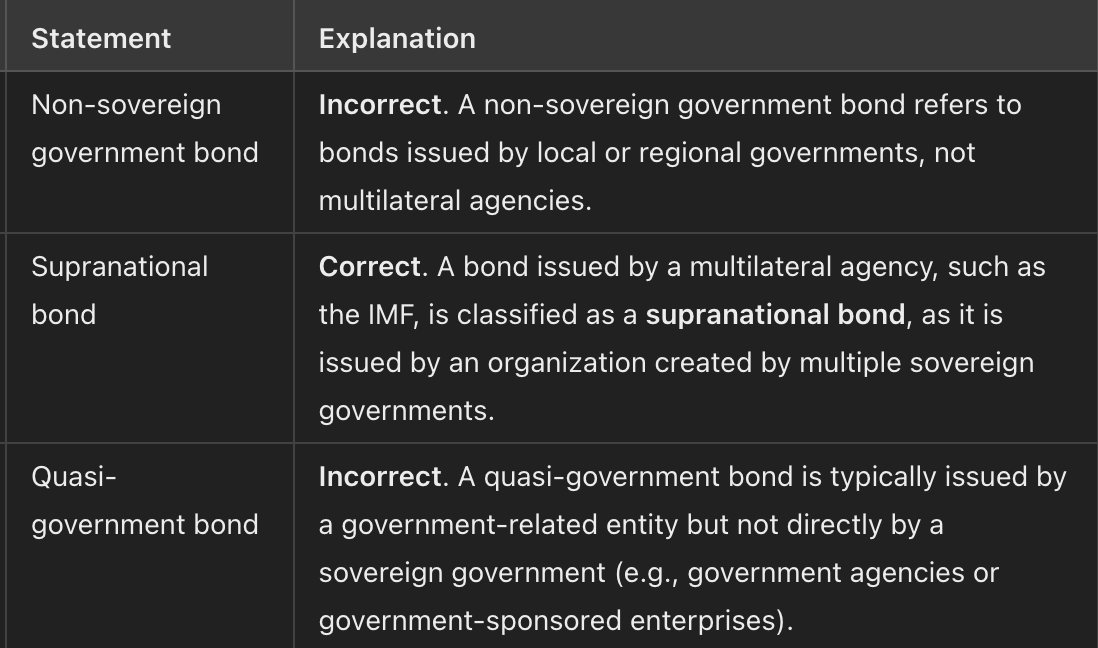 Statement
Explanation
Non-sovereign
government bond
Incorrect. A non-sovereign government bond refers to
bonds issued by local or regional governments, not
multilateral agencies.
Supranational
bond
Correct. A bond issued by a multilateral agency, such as
the IMF, is classified as a supranational bond, as it is
issued by an organization created by multiple sovereign
governments.
Quasi-
government bond
Incorrect. A quasi-government bond is typically issued by
a government-related entity but not directly by a
sovereign government (e.g., government agencies or
government-sponsored enterprises).